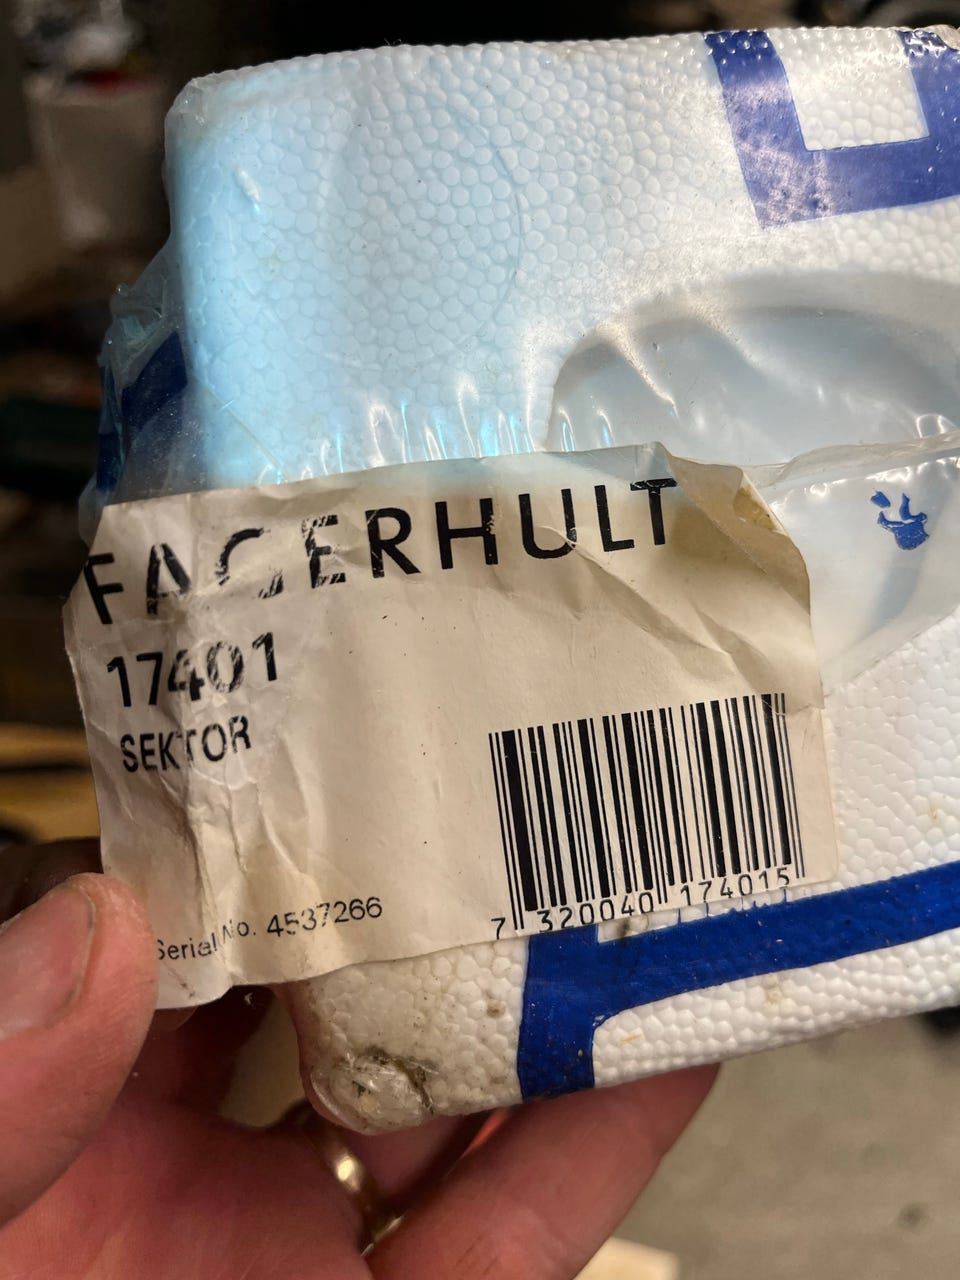 FAGERHULT
17401
SEKTOR
Serial No. 4537266
7 320040 174015